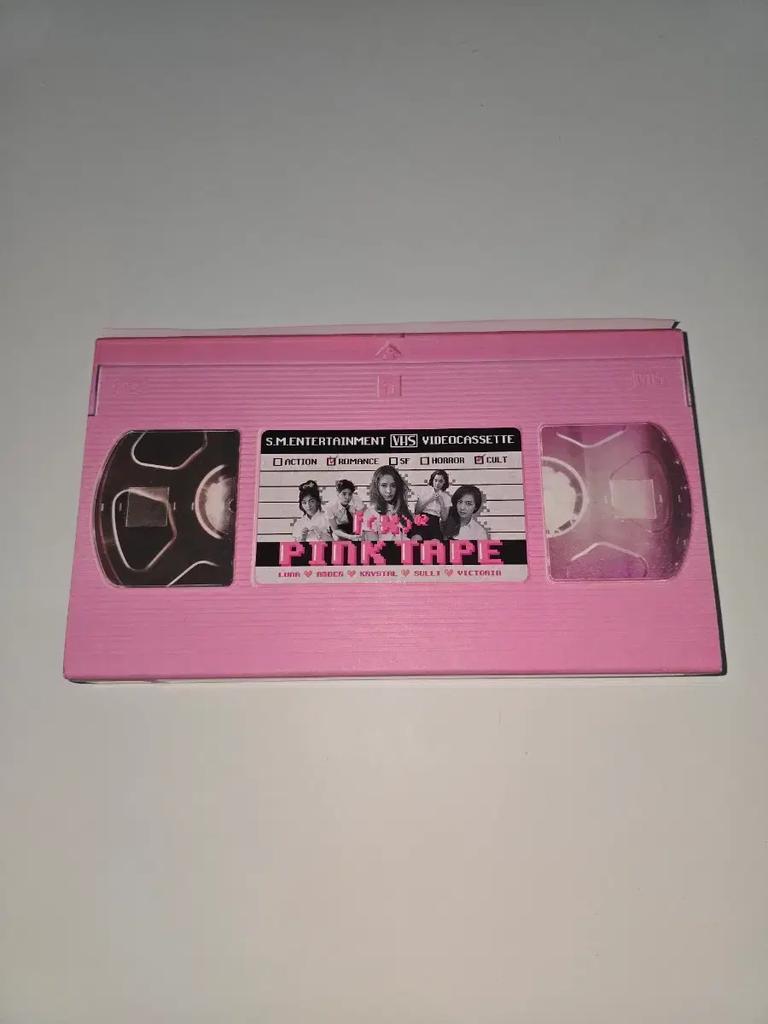 S.M.ENTERTAINMENT VHS VIDEOCASSETTE
ACTION ROMANCE SF HORROR CULT
f(x)
PINK TAPE
LUNA ♥ AMBER ♥ KRYSTAL ♥ SULLI ♥ VICTORIA